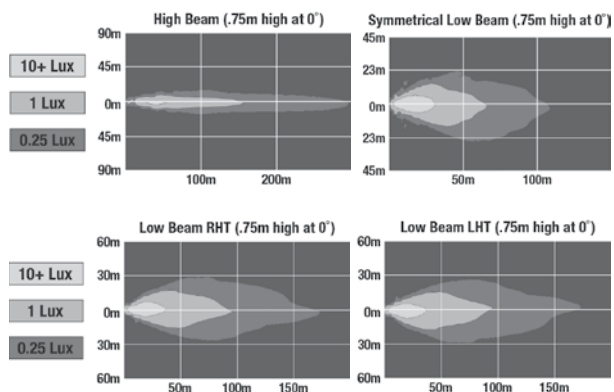 High Beam (.75m high at 0°)
90m
45m
0m
45m
90m
100m
200m
10+ Lux
1 Lux
0.25 Lux
Symmetrical Low Beam (.75m high at 0°)
45m
23m
0m
23m
45m
50m
100m
Low Beam RHT (.75m high at 0°)
60m
30m
0m
30m
60m
50m
100m
150m
10+ Lux
1 Lux
0.25 Lux
Low Beam LHT (.75m high at 0°)
60m
30m
0m
30m
60m
50m
100m
150m